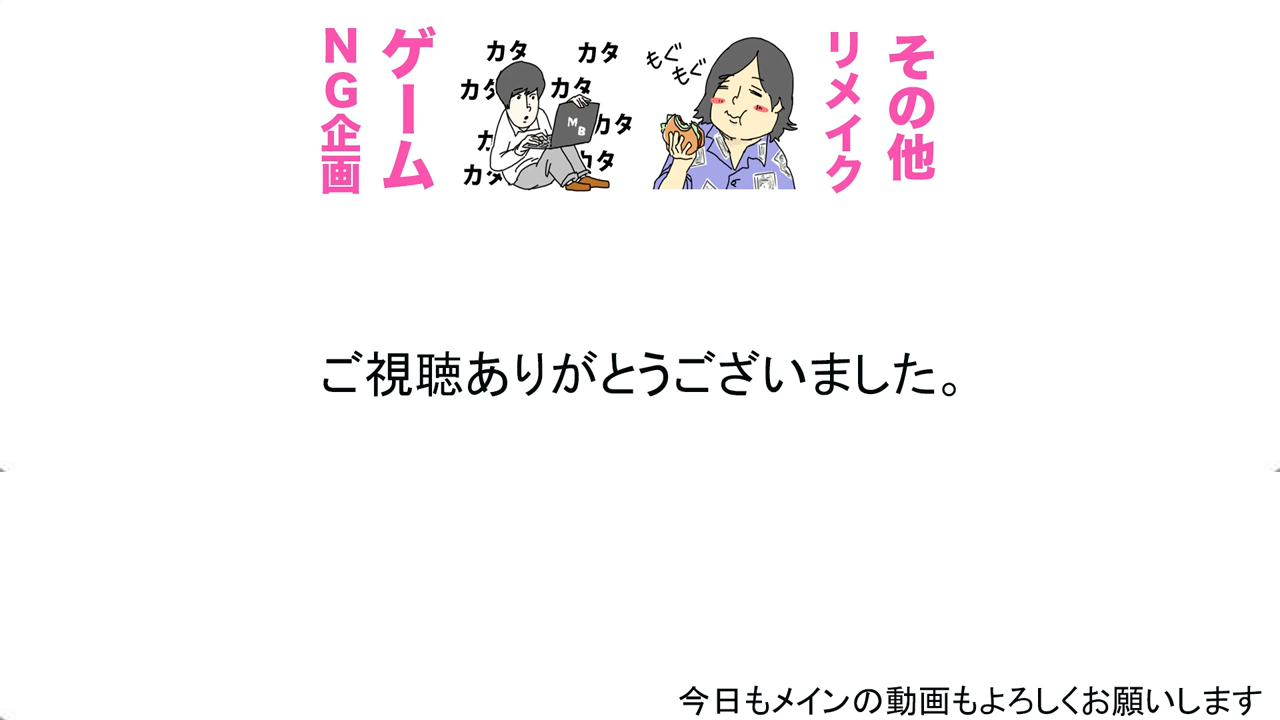 ゲーム
NG企画
カタ
カタ
カタ
カタ
カタ
カタ
カタ
カタ
MB
もぐ
もぐ
その他
リメイク
ご視聴ありがとうございました。
今日もメインの動画もよろしくお願いします